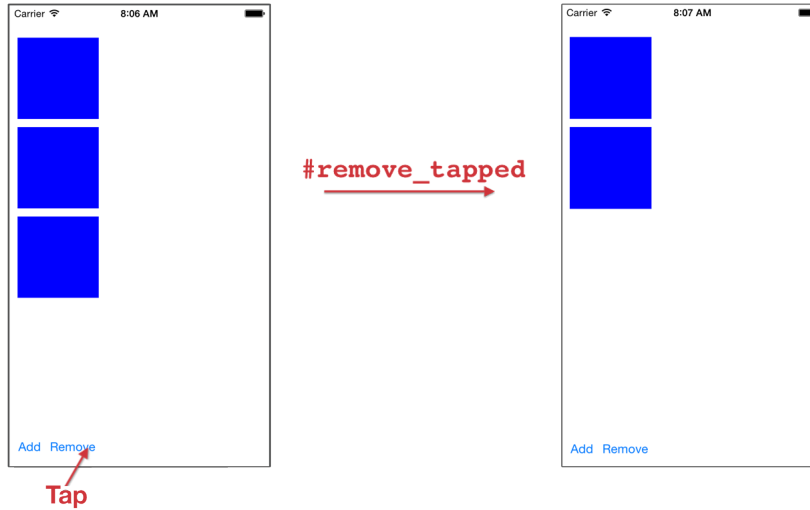 Carrier 8:06 AM
Carrier 8:07 AM
#remove_tapped
Add Remove
Add Remove
Tap